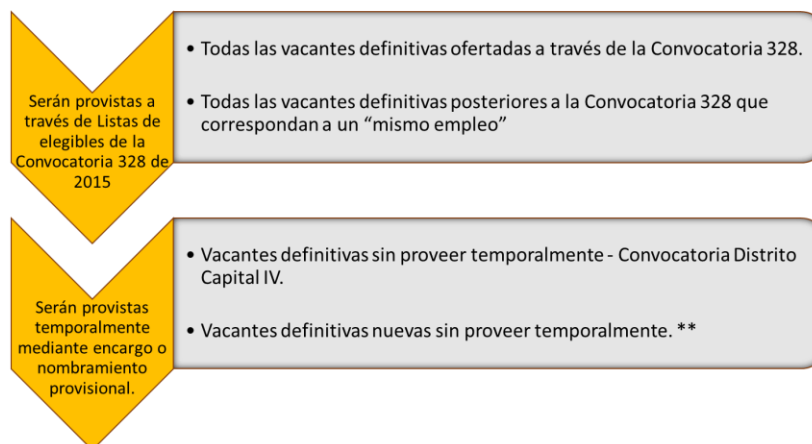 Serán provistas a
través de Listas de
elegibles de la
Convocatoria 328 de
2015
• Todas las vacantes definitivas ofertadas a través de la Convocatoria 328.
• Todas las vacantes definitivas posteriores a la Convocatoria 328 que
correspondan a un “mismo empleo”
Serán provistas
temporalmente
mediante encargo o
nombramiento
provisional.
• Vacantes definitivas sin proveer temporalmente - Convocatoria Distrito
Capital IV.
• Vacantes definitivas nuevas sin proveer temporalmente. **